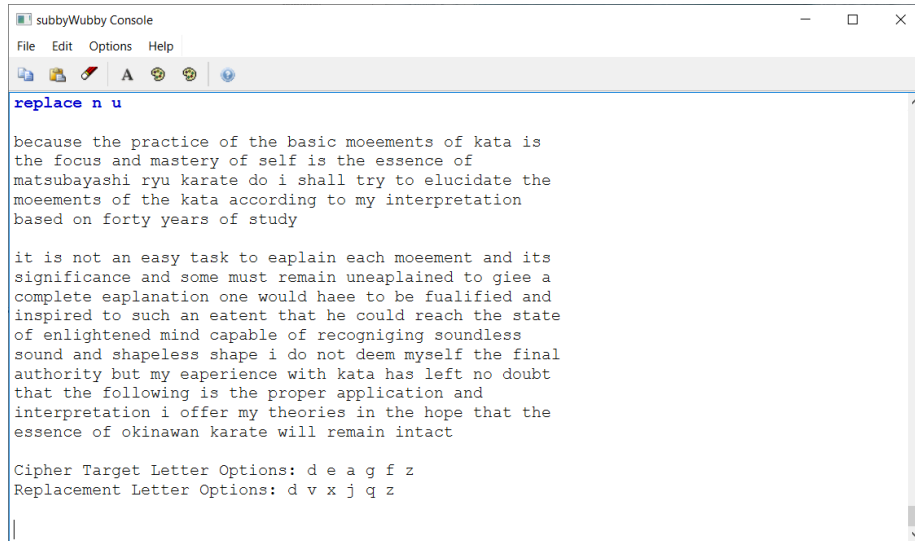 subbyWubby Console
File Edit Options Help
A
replace n u
because the practice of the basic moeements of kata is
the focus and mastery of self is the essence of
matsubayashi ryu karate do i shall try to elucidate the
moeements of the kata according to my interpretation
based on forty years of study
it is not an easy task to eaplain each moeement and its
significance and some must remain uneaplained to giee a
complete eaplanation one would haee to be fualified and
inspired to such an eatent that he could reach the state
of enlightened mind capable of recogniging soundless
sound and shapeless shape i do not deem myself the final
authority but my eaperience with kata has left no doubt
that the following is the proper application and
interpretation i offer my theories in the hope that the
essence of okinawan karate will remain intact
Cipher Target Letter Options: d e a g f z
Replacement Letter Options: d v x j q z